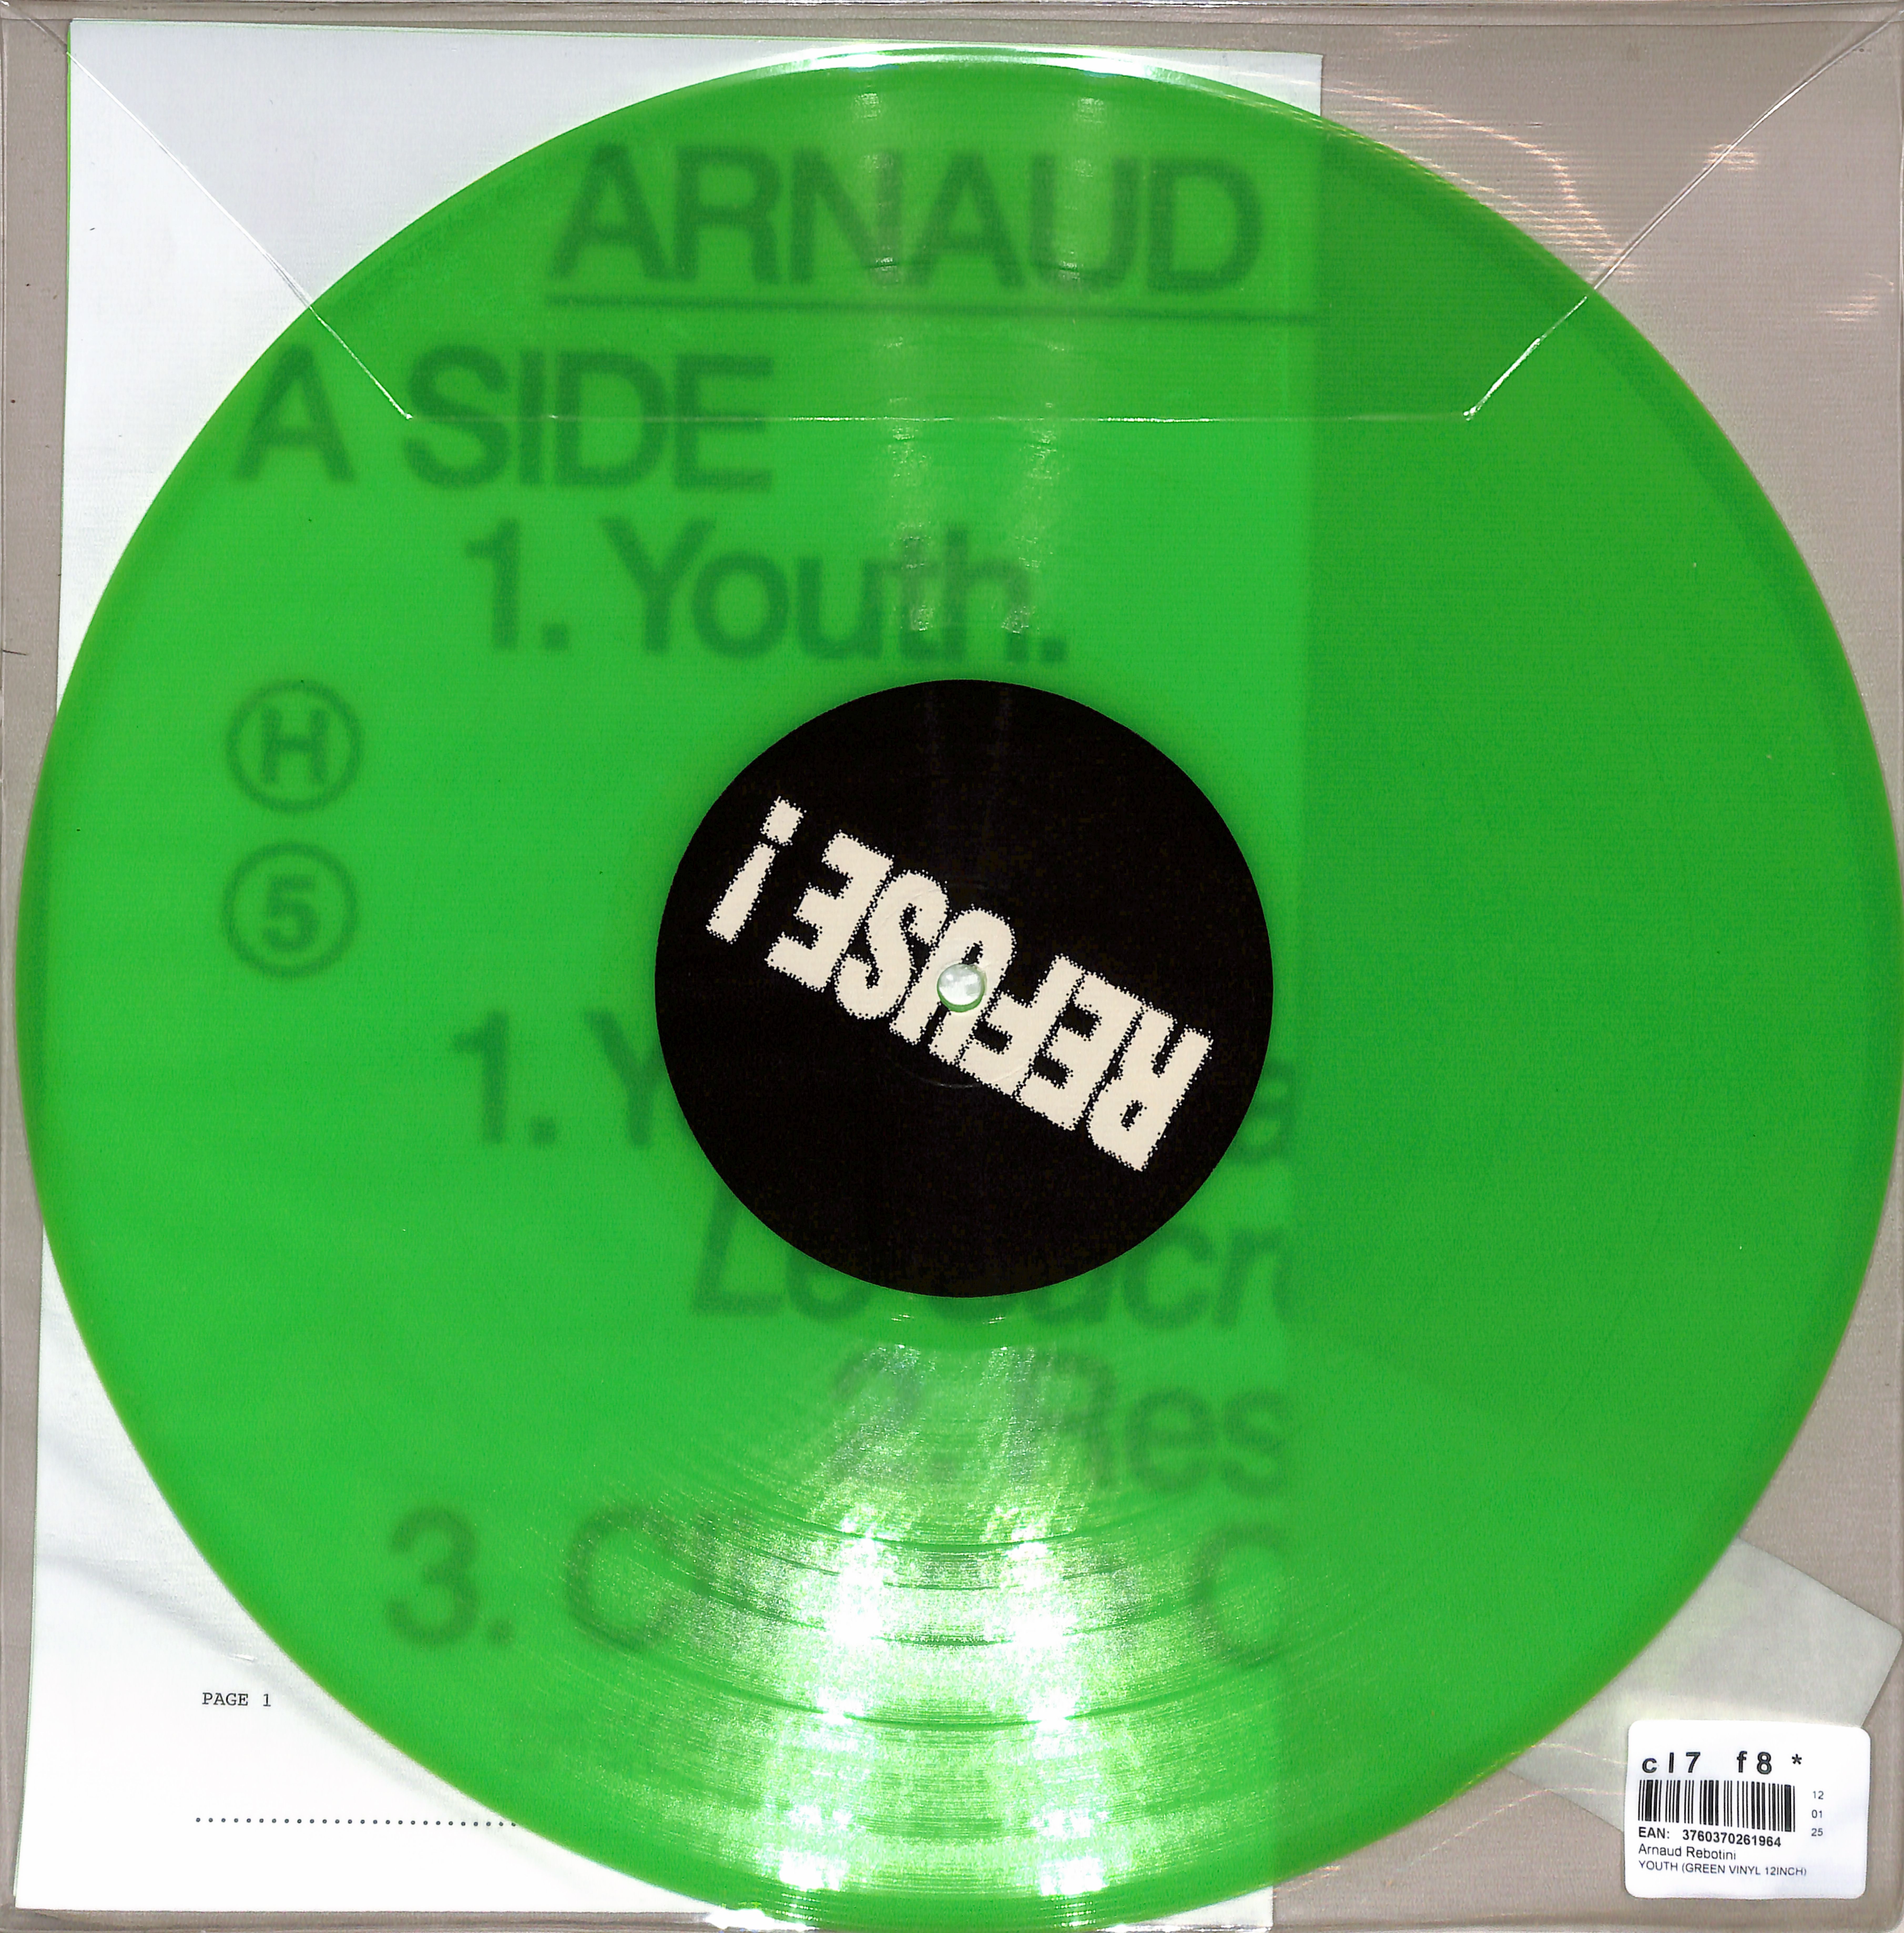 ARNAUD
A SIDE
1. Youth.
H
5
REFUSE !
1.
2. Res
3.
PAGE 1
cl7 f8 *
12
01
25
EAN: 3760370261964
Arnaud Rebotini
YOUTH (GREEN VINYL 12INCH)